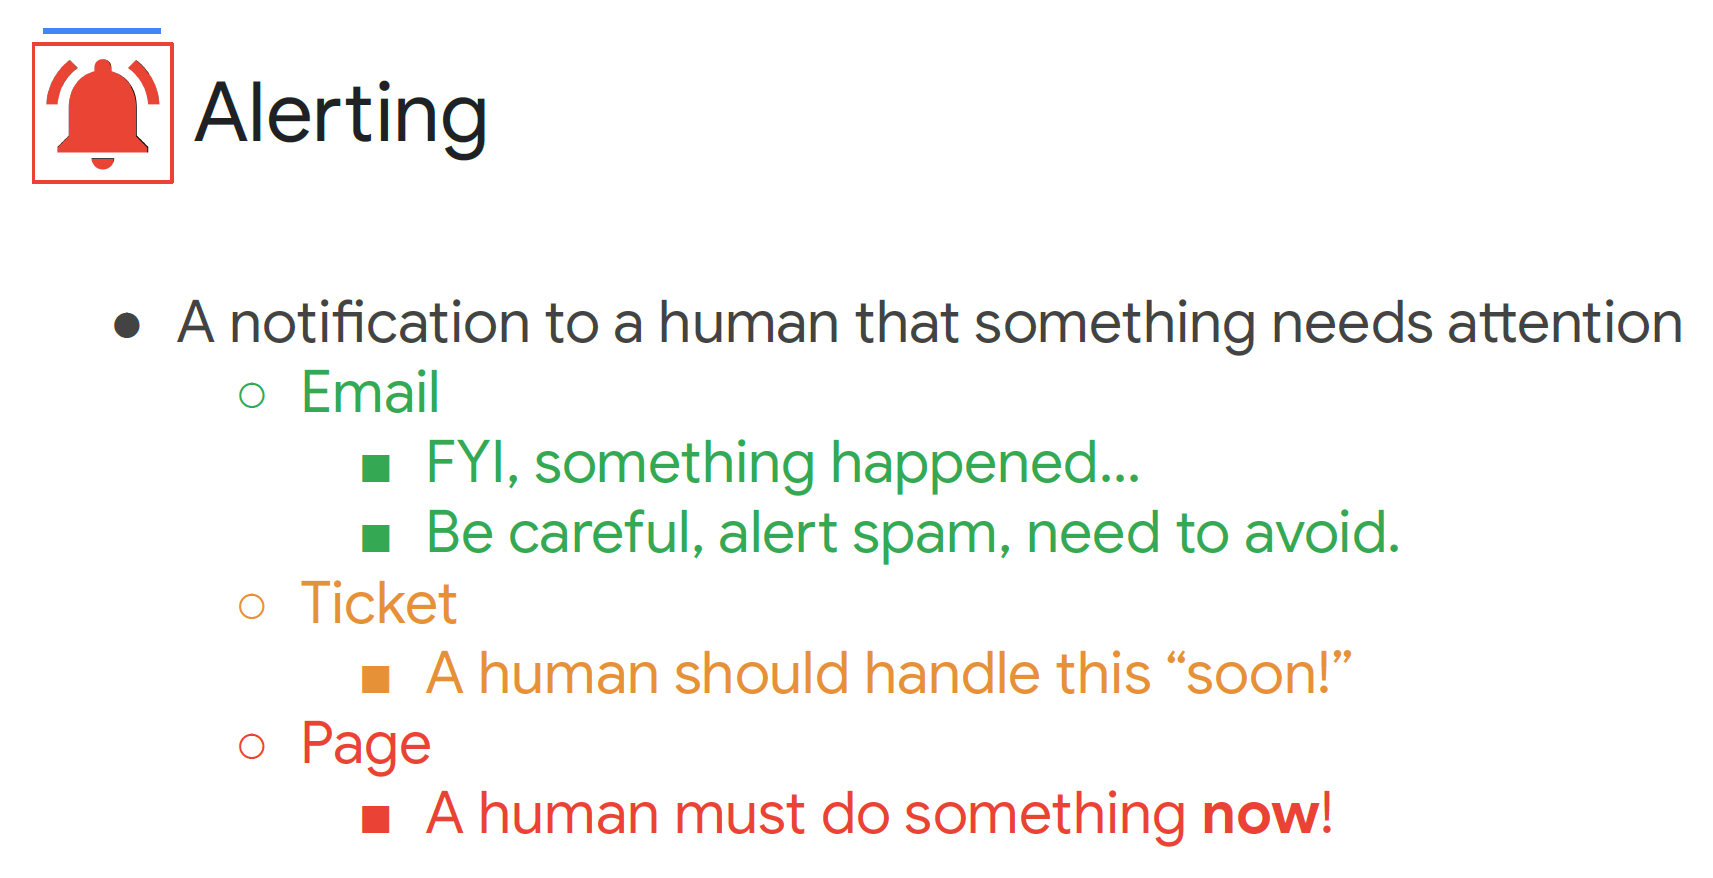 Alerting
● A notification to a human that something needs attention
○ Email
■ FYI, something happened...
■ Be careful, alert spam, need to avoid.
○ Ticket
■ A human should handle this “soon!”
○ Page
■ A human must do something now!